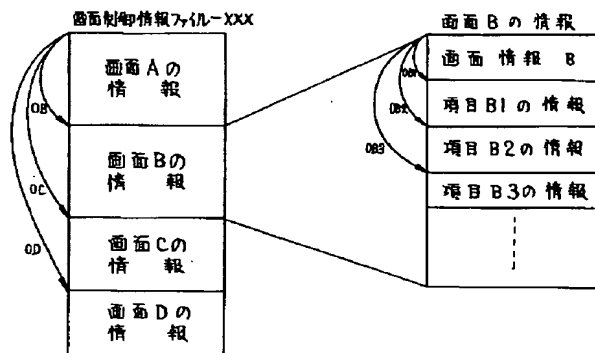 画面制御情報ファイル-XXX
画面Aの
情 報
画面Bの
情 報
画面Cの
情 報
画面Dの
情 報
OB
OC
OD
画面Bの情報
画面 情報 B
項目B1の情報
項目B2の情報
項目B3の情報
OB1
OB2
OB3